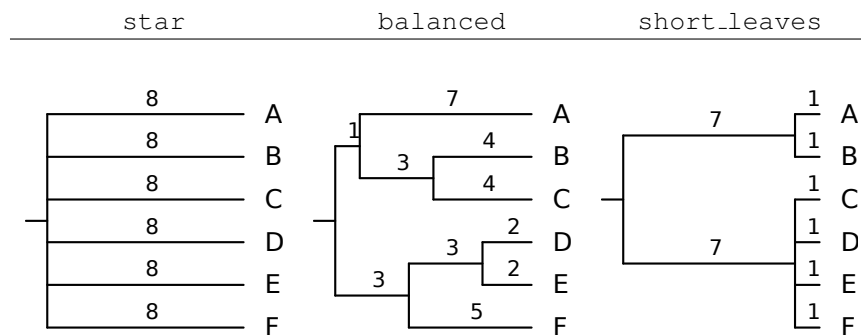 star balanced short_leaves
8 A
8 B
8 C
8 D
8 E
8 F
1 7 A
3 4 B
4 C
3 3 2 D
2 E
5 F
7 1 A
1 B
7 1 C
1 D
1 E
1 F